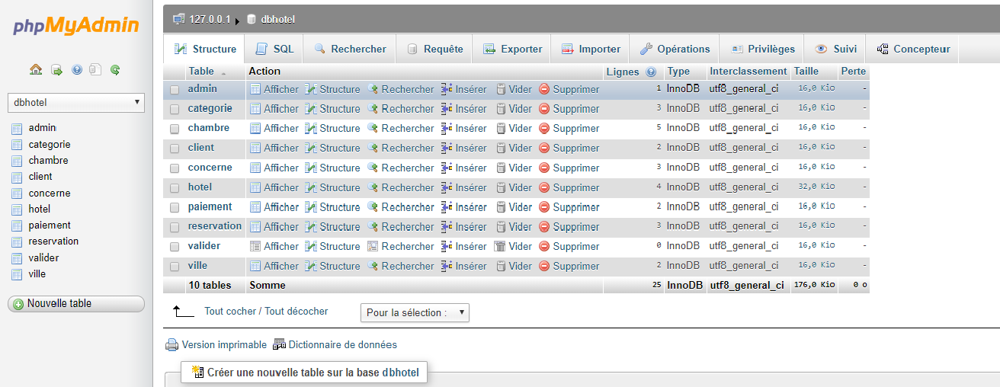 phpMyAdmin
dbhotel
admin
categorie
chambre
client
concerne
hotel
paiement
reservation
valider
ville
Nouvelle table
127.0.0.1 dbhotel
Structure SQL Rechercher Requête Exporter Importer Opérations Privilèges Suivi Concepteur
Table Action Lignes Type Interclassement Taille Perte
admin Afficher Structure Rechercher Insérer Vider Supprimer 1 InnoDB utf8_general_ci 16,0 Kio -
categorie Afficher Structure Rechercher Insérer Vider Supprimer 3 InnoDB utf8_general_ci 16,0 Kio -
chambre Afficher Structure Rechercher Insérer Vider Supprimer 5 InnoDB utf8_general_ci 16,0 Kio -
client Afficher Structure Rechercher Insérer Vider Supprimer 2 InnoDB utf8_general_ci 16,0 Kio -
concerne Afficher Structure Rechercher Insérer Vider Supprimer 3 InnoDB utf8_general_ci 16,0 Kio -
hotel Afficher Structure Rechercher Insérer Vider Supprimer 4 InnoDB utf8_general_ci 32,0 Kio -
paiement Afficher Structure Rechercher Insérer Vider Supprimer 2 InnoDB utf8_general_ci 16,0 Kio -
reservation Afficher Structure Rechercher Insérer Vider Supprimer 3 InnoDB utf8_general_ci 16,0 Kio -
valider Afficher Structure Rechercher Insérer Vider Supprimer 0 InnoDB utf8_general_ci 16,0 Kio -
ville Afficher Structure Rechercher Insérer Vider Supprimer 2 InnoDB utf8_general_ci 16,0 Kio -
10 tables Somme 25 InnoDB utf8_general_ci 176,0 Kio 0 o
Tout cocher / Tout décocher Pour la sélection :
Version imprimable Dictionnaire de données
Créer une nouvelle table sur la base dbhotel